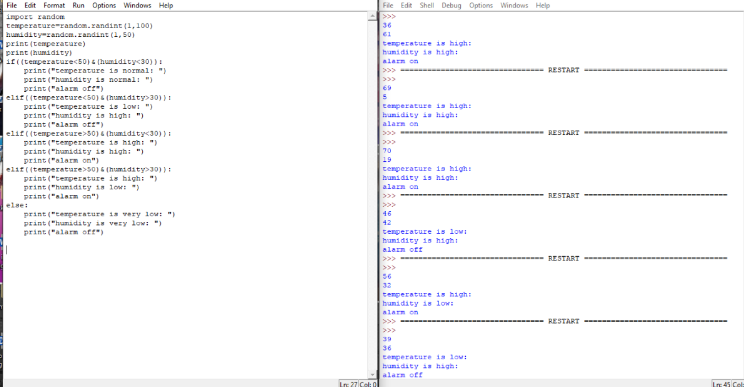 File Edit Format Run Options Windows Help
import random
temperature=random.randint(1,100)
humidity=random.randint(1,50)
print(temperature)
print(humidity)
if((temperature<50)&(humidity<30)):
    print("temperature is normal: ")
    print("humidity is normal: ")
    print("alarm off")
elif((temperature<50)&(humidity>30)):
    print("temperature is low: ")
    print("humidity is high: ")
    print("alarm off")
elif((temperature>50)&(humidity<30)):
    print("temperature is high: ")
    print("humidity is high: ")
    print("alarm on")
elif((temperature>50)&(humidity>30)):
    print("temperature is high: ")
    print("humidity is low: ")
    print("alarm on")
else:
    print("temperature is very low: ")
    print("humidity is very low: ")
    print("alarm off")
Ln: 27 Col: 0
File Edit Shell Debug Options Windows Help
>>>
36
61
temperature is high:
humidity is high:
alarm on
>>> ================================ RESTART ================================
>>>
69
5
temperature is high:
humidity is high:
alarm on
>>> ================================ RESTART ================================
>>>
70
19
temperature is high:
humidity is high:
alarm on
>>> ================================ RESTART ================================
>>>
46
42
temperature is low:
humidity is high:
alarm off
>>> ================================ RESTART ================================
>>>
56
32
temperature is high:
humidity is low:
alarm on
>>> ================================ RESTART ================================
>>>
39
36
temperature is low:
humidity is high:
alarm off
Ln: 45 Col: